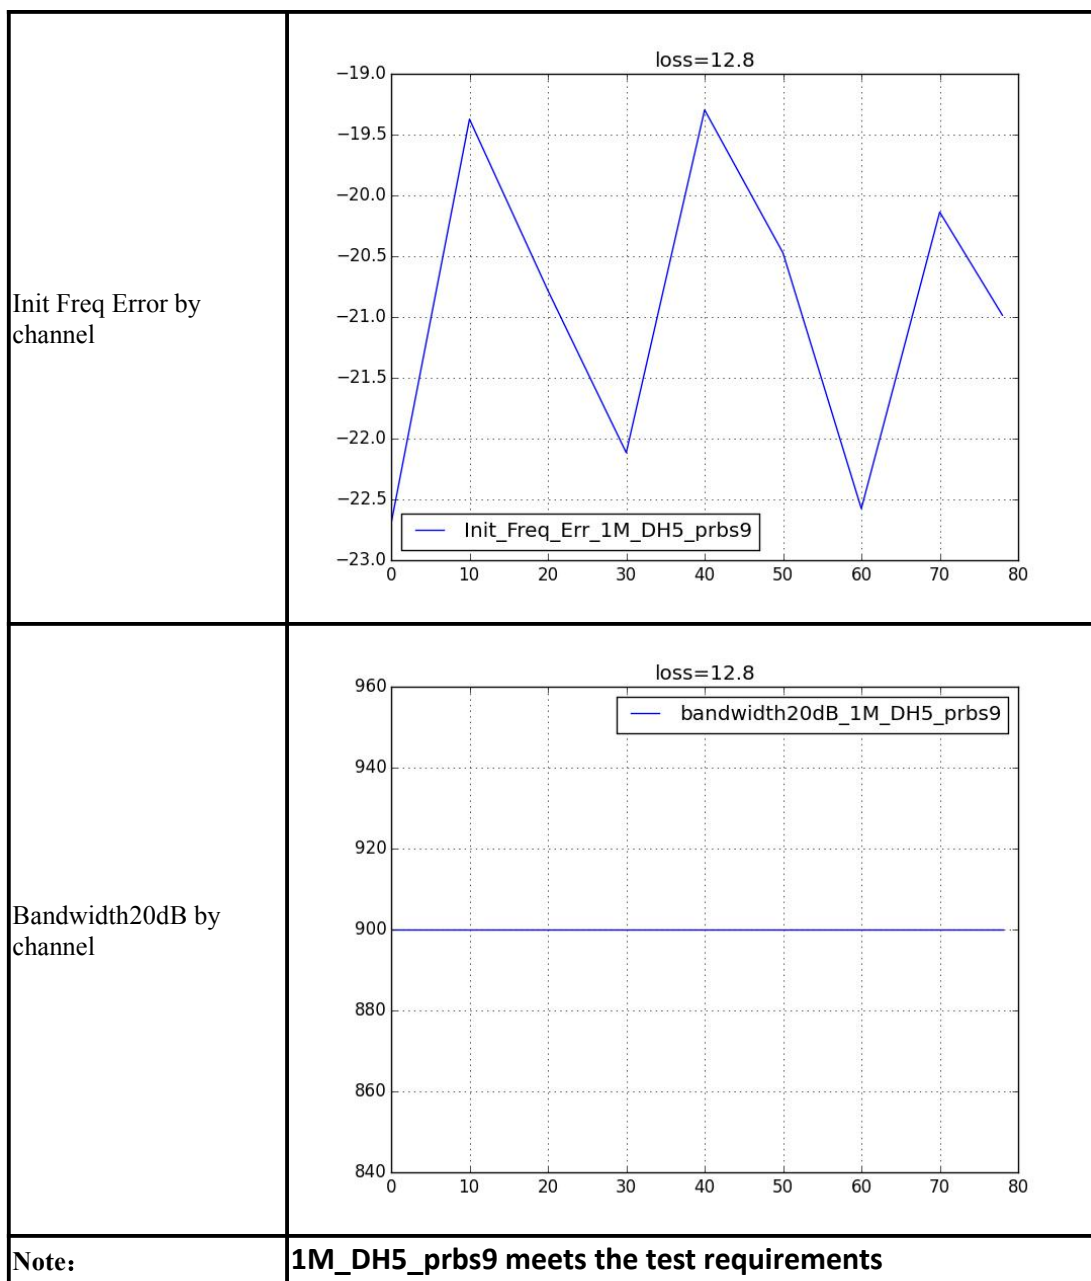 loss=12.8
−19.0
−19.5
−20.0
−20.5
−21.0
−21.5
−22.0
−22.5
−23.0
Init Freq Error by
channel
Init_Freq_Err_1M_DH5_prbs9
0 10 20 30 40 50 60 70 80
loss=12.8
960
940
920
900
880
860
840
bandwidth20dB_1M_DH5_prbs9
Bandwidth20dB by
channel
0 10 20 30 40 50 60 70 80
Note： 1M_DH5_prbs9 meets the test requirements